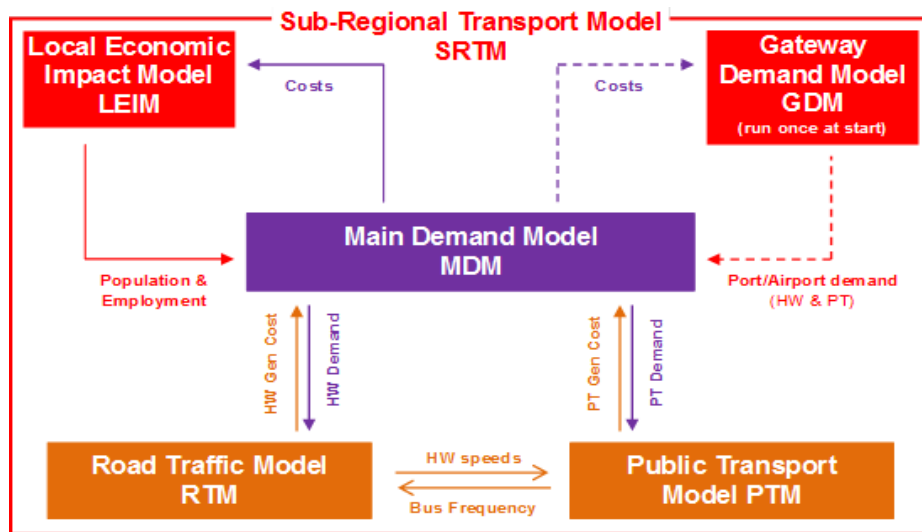 Sub-Regional Transport Model
SRTM
Local Economic
Impact Model
LEIM
Gateway
Demand Model
GDM
(run once at start)
Costs
Costs
Main Demand Model
MDM
Population &
Employment
Port/Airport demand
(HW & PT)
HW Gen Cost
HW Demand
PT Gen Cost
PT Demand
Road Traffic Model
RTM
HW speeds
Bus Frequency
Public Transport
Model PTM